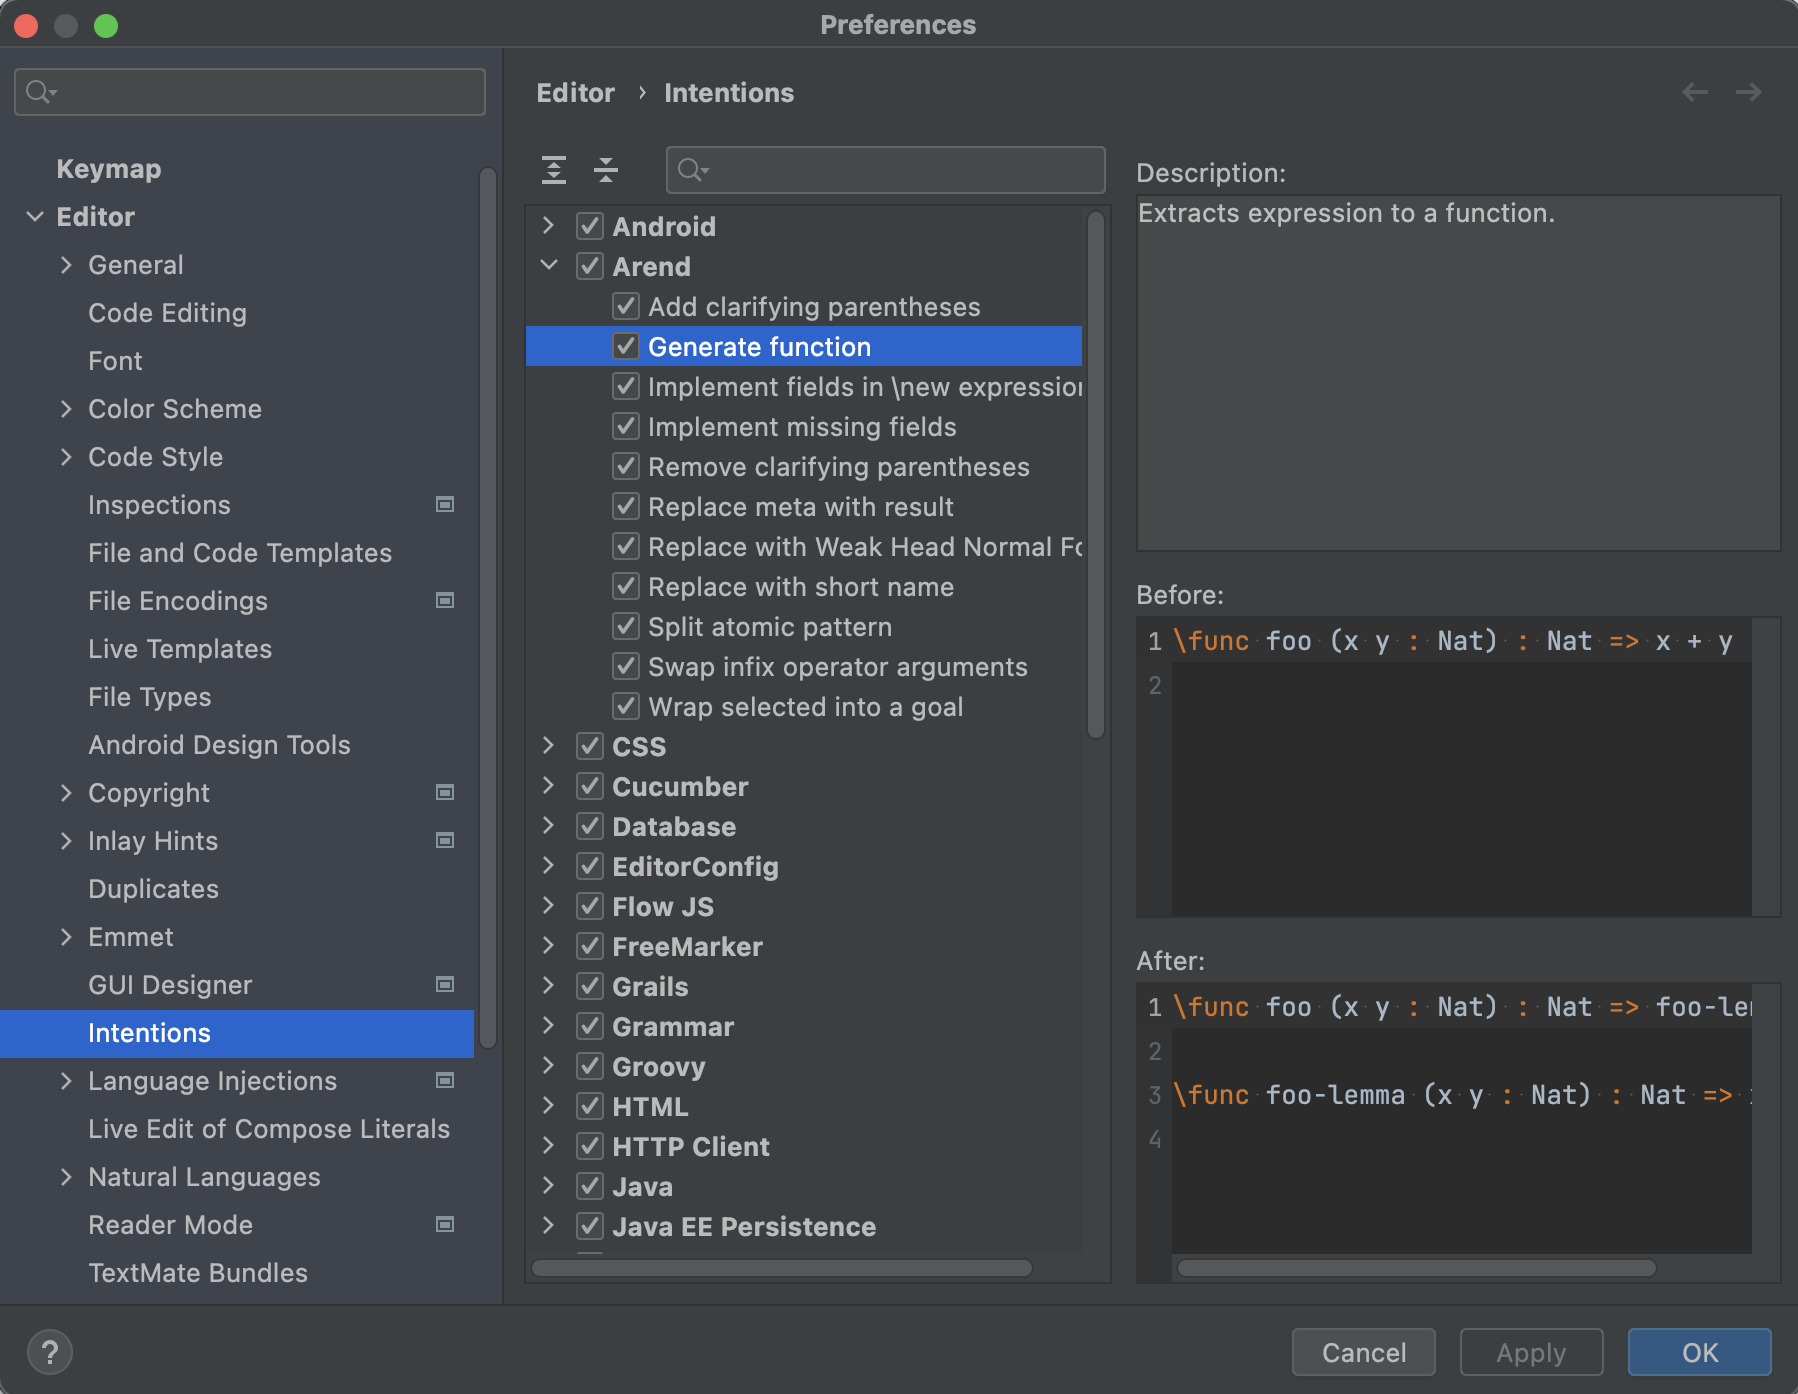 Preferences
Keymap
Editor
General
Code Editing
Font
Color Scheme
Code Style
Inspections
File and Code Templates
File Encodings
Live Templates
File Types
Android Design Tools
Copyright
Inlay Hints
Duplicates
Emmet
GUI Designer
Intentions
Language Injections
Live Edit of Compose Literals
Natural Languages
Reader Mode
TextMate Bundles
Editor › Intentions
Android
Arend
Add clarifying parentheses
Generate function
Implement fields in \new expression
Implement missing fields
Remove clarifying parentheses
Replace meta with result
Replace with Weak Head Normal Fo
Replace with short name
Split atomic pattern
Swap infix operator arguments
Wrap selected into a goal
CSS
Cucumber
Database
EditorConfig
Flow JS
FreeMarker
Grails
Grammar
Groovy
HTML
HTTP Client
Java
Java EE Persistence
Description:
Extracts expression to a function.
Before:
1 \func foo (x y : Nat) : Nat => x + y
2
After:
1 \func foo (x y : Nat) : Nat => foo-le
2
3 \func foo-lemma (x y : Nat) : Nat =>
4
?
Cancel
Apply
OK